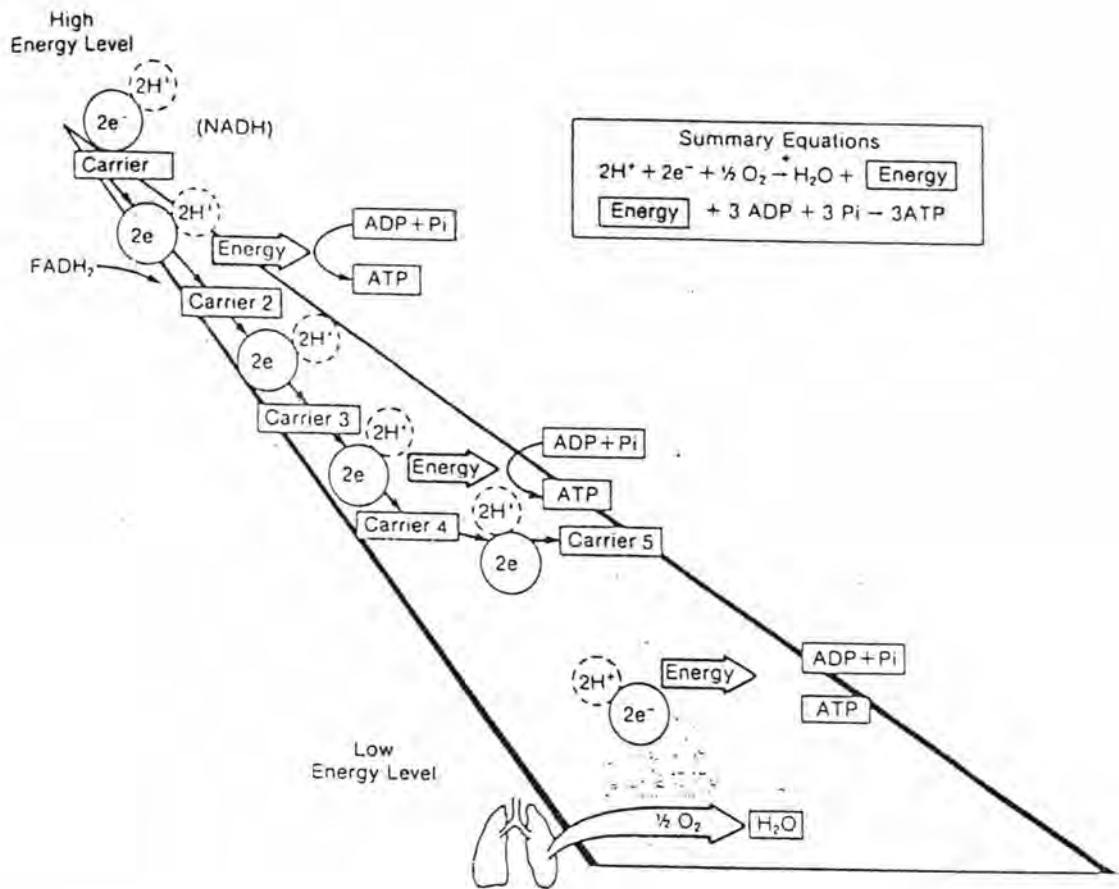 High
Energy Level
2H⁺
2e⁻
(NADH)
Carrier
2H⁺
2e
Energy
ADP + Pi
ATP
FADH₂
Carrier 2
2H⁺
2e
Carrier 3
2H⁺
2e
Energy
ADP + Pi
ATP
Carrier 4
2H⁺
2e
Carrier 5
2H⁺
2e⁻
Energy
ADP + Pi
ATP
Low
Energy Level
½ O₂
H₂O
Summary Equations
2H⁺ + 2e⁻ + ½ O₂ → H₂O + Energy
Energy + 3 ADP + 3 Pi – 3ATP